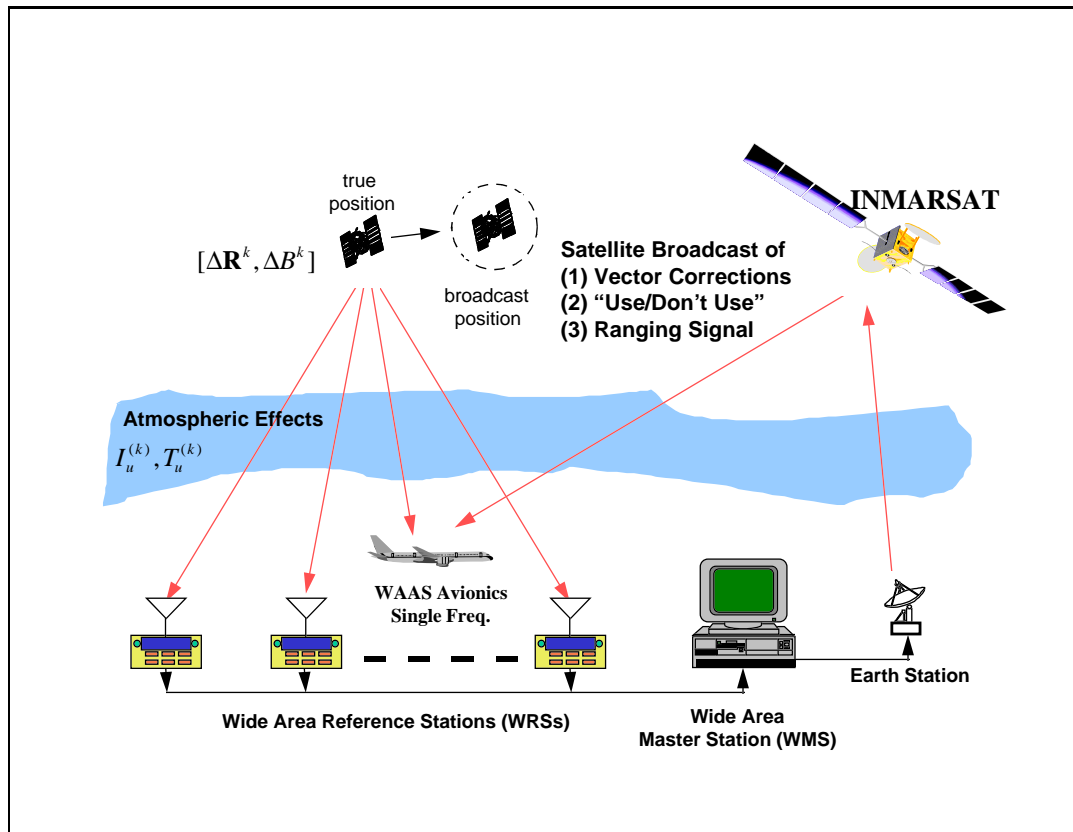 true
position
INMARSAT
[Δ𝐑^k, ΔB^k]
broadcast
position
Satellite Broadcast of
(1) Vector Corrections
(2) “Use/Don’t Use”
(3) Ranging Signal
Atmospheric Effects
I_u^(k), T_u^(k)
WAAS Avionics
Single Freq.
Earth Station
Wide Area Reference Stations (WRSs)
Wide Area
Master Station (WMS)